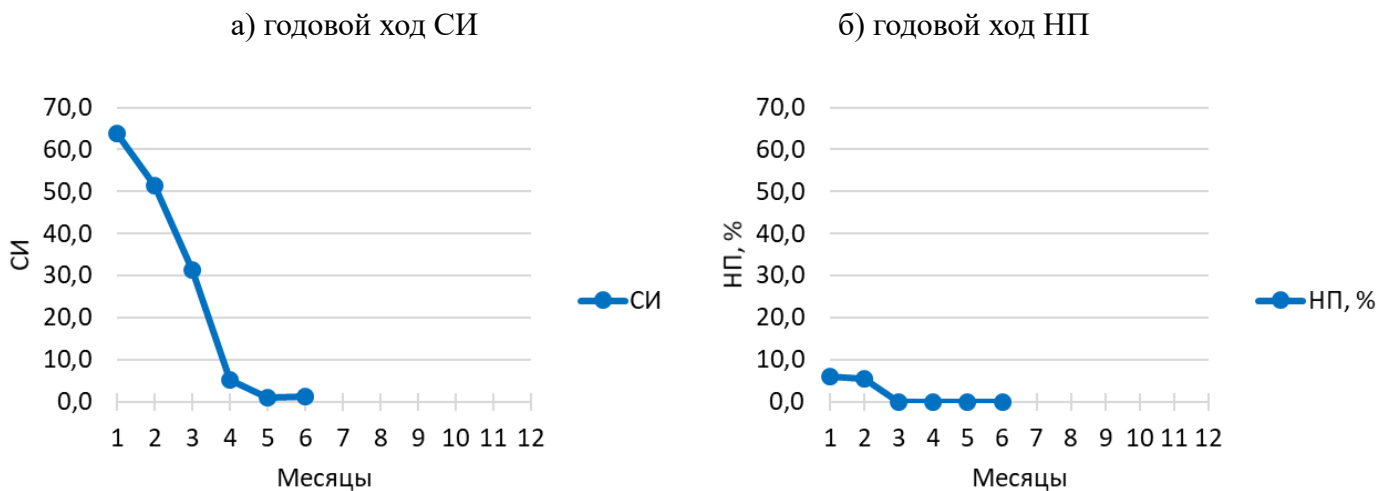 а) годовой ход СИ
б) годовой ход НП
70,0
60,0
50,0
40,0
30,0
20,0
10,0
0,0
СИ
1 2 3 4 5 6 7 8 9 10 11 12
Месяцы
СИ
70,0
60,0
50,0
40,0
30,0
20,0
10,0
0,0
НП, %
1 2 3 4 5 6 7 8 9 10 11 12
Месяцы
НП, %